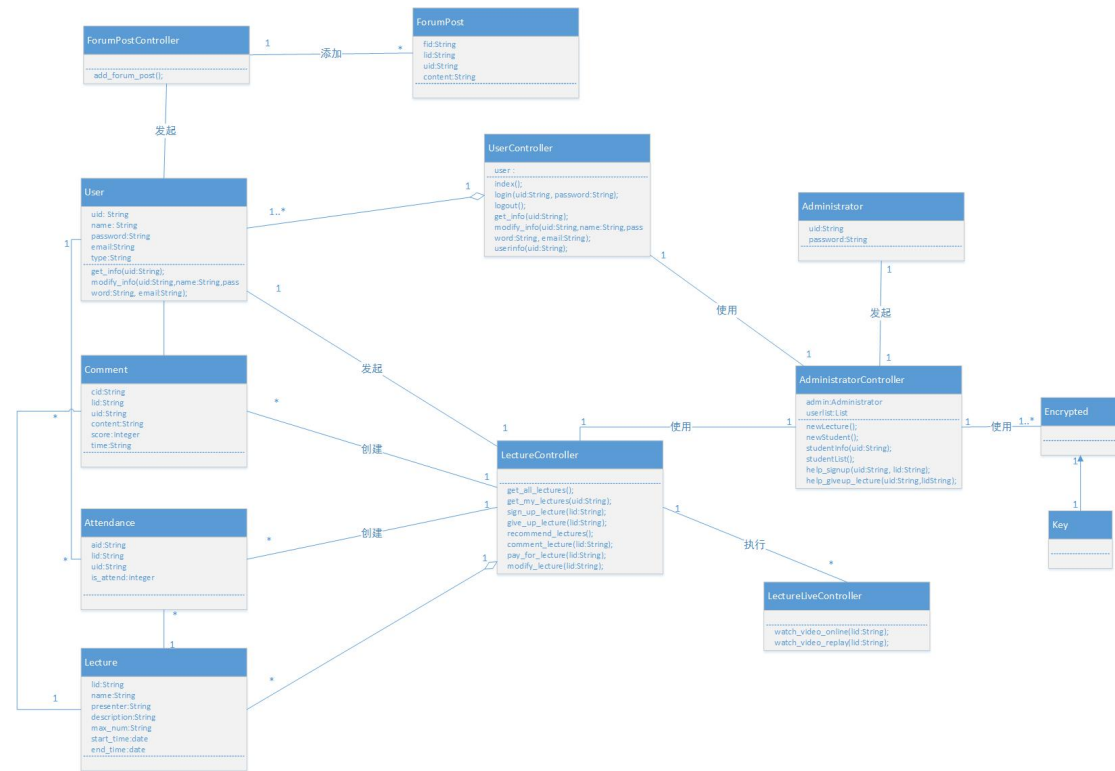 ForumPostController
add_forum_post();
1
添加
*
ForumPost
fid:String
lid:String
uid:String
content:String
发起
User
uid: String
name: String
password:String
email:String
type:String
get_info(uid:String);
modify_info(uid:String,name:String,pass
word:String, email:String);
1
1..*
1
UserController
user :
index();
login(uid:String, password:String);
logout();
get_info(uid:String);
modify_info(uid:String,name:String,pass
word:String, email:String);
userinfo(uid:String);
1
使用
1
Administrator
uid:String
password:String
1
发起
1
AdministratorController
admin:Administrator
userlist:List
newLecture();
newStudent();
studentInfo(uid:String);
studentList();
help_signup(uid:String, lid:String);
help_giveup_lecture(uid:String,lidString)
1
使用
1..*
Encrypted
1
1
Key
1
发起
1
1
使用
1
Comment
cid:String
lid:String
uid:String
content:String
score:Integer
time:String
*
*
创建
1
LectureController
get_all_lectures();
get_my_lectures(uid:String);
sign_up_lecture(lid:String);
give_up_lecture(lid:String);
recommend_lectures();
comment_lecture(lid:String);
pay_for_lecture(lid:String);
modify_lecture(lid:String);
1
执行
*
LectureLiveController
watch_video_online(lid:String);
watch_video_replay(lid:String);
Attendance
aid:String
lid:String
uid:String
is_attend:integer
*
*
创建
1
1
*
1
Lecture
lid:String
name:String
presenter:String
description:String
max_num:String
start_time:date
end_time:date
1
*